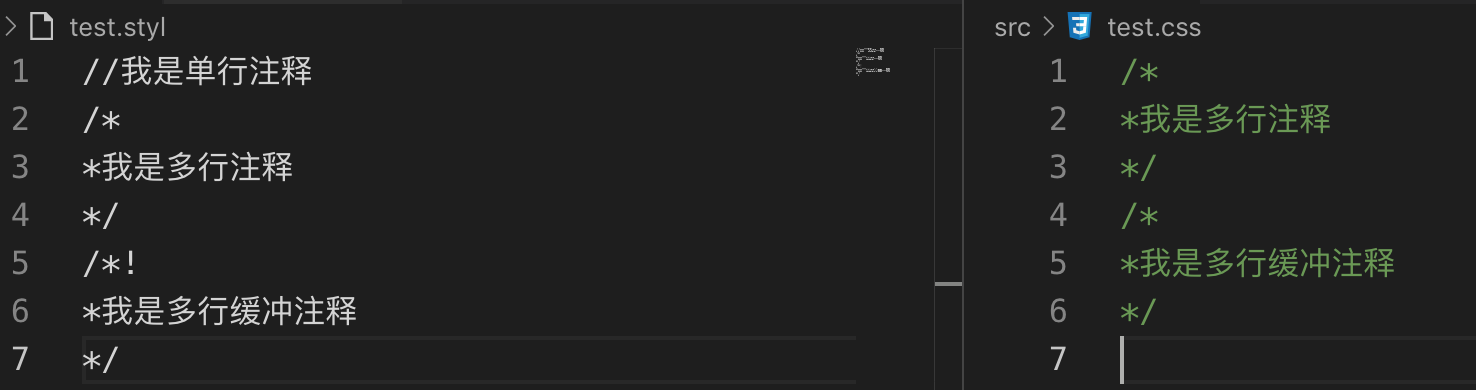 test.styl
1 //我是单行注释
2 /*
3 *我是多行注释
4 */
5 /*!
6 *我是多行缓冲注释
7 */
src > test.css
1 /*
2 *我是多行注释
3 */
4 /*
5 *我是多行缓冲注释
6 */
7